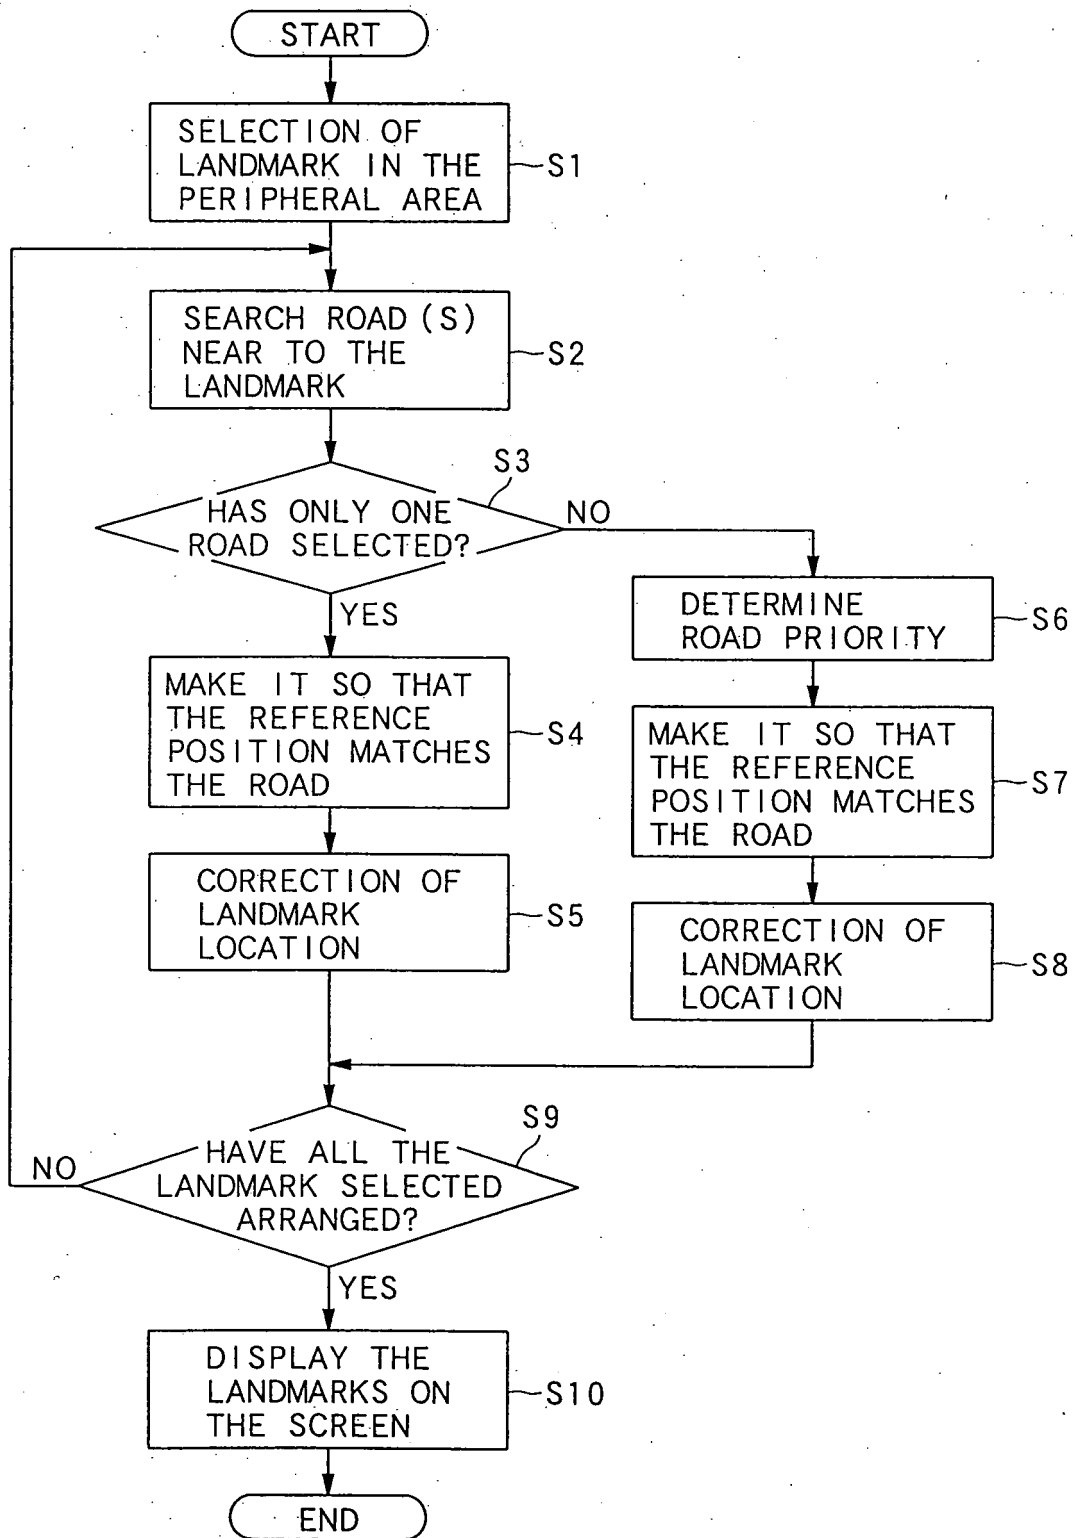 START
SELECTION OF
LANDMARK IN THE
PERIPHERAL AREA
S1
SEARCH ROAD(S)
NEAR TO THE
LANDMARK
S2
S3
HAS ONLY ONE
ROAD SELECTED?
NO
YES
MAKE IT SO THAT
THE REFERENCE
POSITION MATCHES
THE ROAD
S4
CORRECTION OF
LANDMARK
LOCATION
S5
DETERMINE
ROAD PRIORITY
S6
MAKE IT SO THAT
THE REFERENCE
POSITION MATCHES
THE ROAD
S7
CORRECTION OF
LANDMARK
LOCATION
S8
S9
HAVE ALL THE
LANDMARK SELECTED
ARRANGED?
NO
YES
DISPLAY THE
LANDMARKS ON
THE SCREEN
S10
END